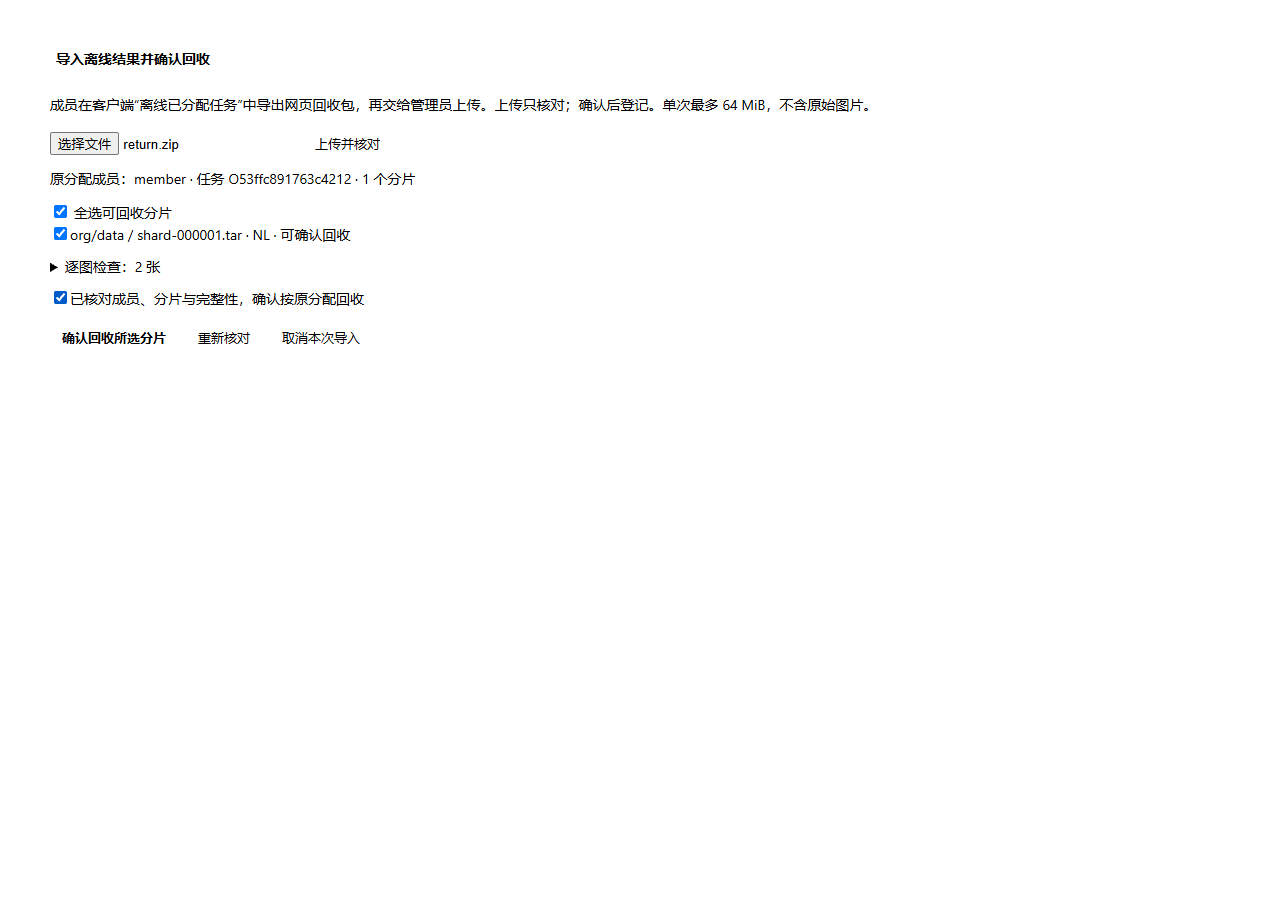 导入离线结果并确认回收
成员在客户端“离线已分配任务”中导出网页回收包，再交给管理员上传。上传只核对；确认后登记。单次最多 64 MiB，不含原始图片。
选择文件 return.zip 上传并核对
原分配成员：member · 任务 O53ffc891763c4212 · 1 个分片
全选可回收分片
org/data / shard-000001.tar · NL · 可确认回收
逐图检查：2 张
已核对成员、分片与完整性，确认按原分配回收
确认回收所选分片 重新核对 取消本次导入